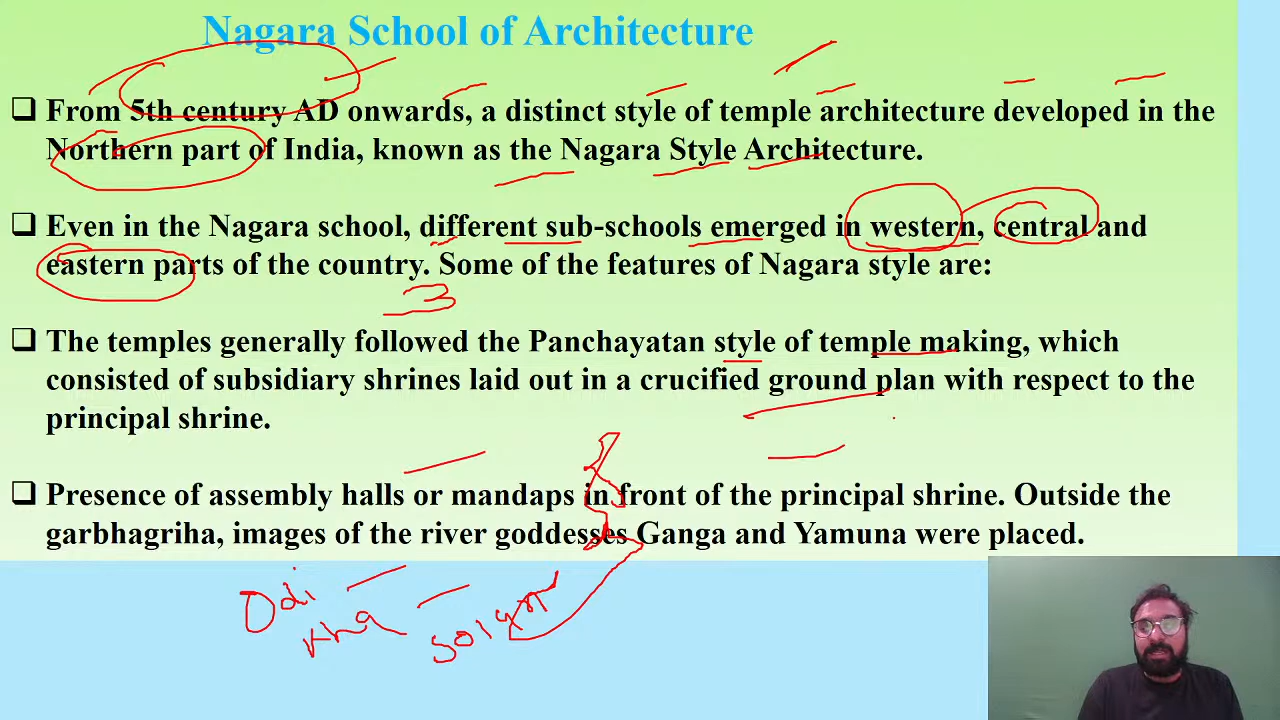 Nagara School of Architecture
❑ From 5th century AD onwards, a distinct style of temple architecture developed in the
Northern part of India, known as the Nagara Style Architecture.
❑ Even in the Nagara school, different sub-schools emerged in western, central and
eastern parts of the country. Some of the features of Nagara style are:
3
❑ The temples generally followed the Panchayatan style of temple making, which
consisted of subsidiary shrines laid out in a crucified ground plan with respect to the
principal shrine.
❑ Presence of assembly halls or mandaps in front of the principal shrine. Outside the
garbhagriha, images of the river goddesses Ganga and Yamuna were placed.
Odi
Kha